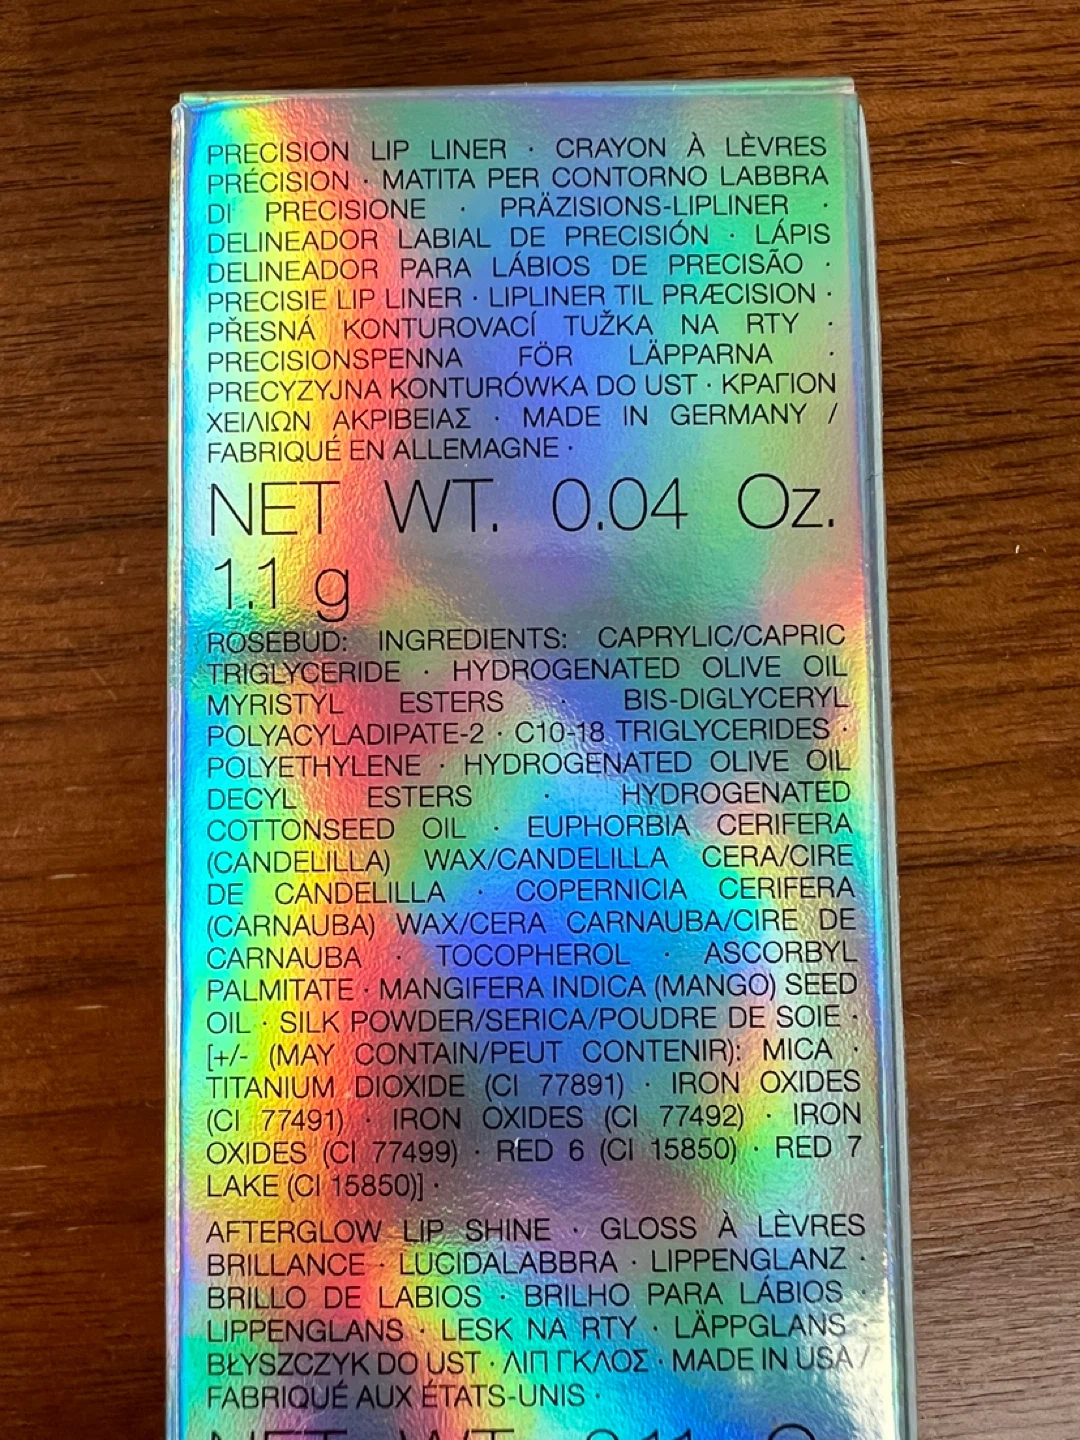 PRECISION LIP LINER · CRAYON À LÈVRES
PRÉCISION · MATITA PER CONTORNO LABBRA
DI PRECISIONE · PRÄZISIONS-LIPLINER ·
DELINEADOR LABIAL DE PRECISIÓN · LÁPIS
DELINEADOR PARA LÁBIOS DE PRECISÃO ·
PRECISIE LIP LINER · LIPLINER TIL PRÆCISION ·
PŘESNÁ KONTUROVACÍ TUŽKA NA RTY ·
PRECISIONSPENNA FÖR LÄPPARNA ·
PRECYZYJNA KONTURÓWKA DO UST · ΚΡΑΓΙΟΝ
ΧΕΙΛΙΩΝ ΑΚΡΙΒΕΙΑΣ · MADE IN GERMANY /
FABRIQUÉ EN ALLEMAGNE ·
NET WT. 0.04 Oz.
1.1 g
ROSEBUD: INGREDIENTS: CAPRYLIC/CAPRIC
TRIGLYCERIDE · HYDROGENATED OLIVE OIL
MYRISTYL ESTERS · BIS-DIGLYCERYL
POLYACYLADIPATE-2 · C10-18 TRIGLYCERIDES ·
POLYETHYLENE · HYDROGENATED OLIVE OIL
DECYL ESTERS · HYDROGENATED
COTTONSEED OIL · EUPHORBIA CERIFERA
(CANDELILLA) WAX/CANDELILLA CERA/CIRE
DE CANDELILLA · COPERNICIA CERIFERA
(CARNAUBA) WAX/CERA CARNAUBA/CIRE DE
CARNAUBA · TOCOPHEROL · ASCORBYL
PALMITATE · MANGIFERA INDICA (MANGO) SEED
OIL · SILK POWDER/SERICA/POUDRE DE SOIE ·
[+/- (MAY CONTAIN/PEUT CONTENIR): MICA ·
TITANIUM DIOXIDE (CI 77891) · IRON OXIDES
(CI 77491) · IRON OXIDES (CI 77492) · IRON
OXIDES (CI 77499) · RED 6 (CI 15850) · RED 7
LAKE (CI 15850)] ·
AFTERGLOW LIP SHINE · GLOSS À LÈVRES
BRILLANCE · LUCIDALABBRA · LIPPENGLANZ ·
BRILLO DE LABIOS · BRILHO PARA LÁBIOS ·
LIPPENGLANS · LESK NA RTY · LÄPPGLANS ·
BŁYSZCZYK DO UST · ΛΙΠ ΓΚΛΟΣ · MADE IN USA /
FABRIQUÉ AUX ÉTATS-UNIS ·
NET WT.